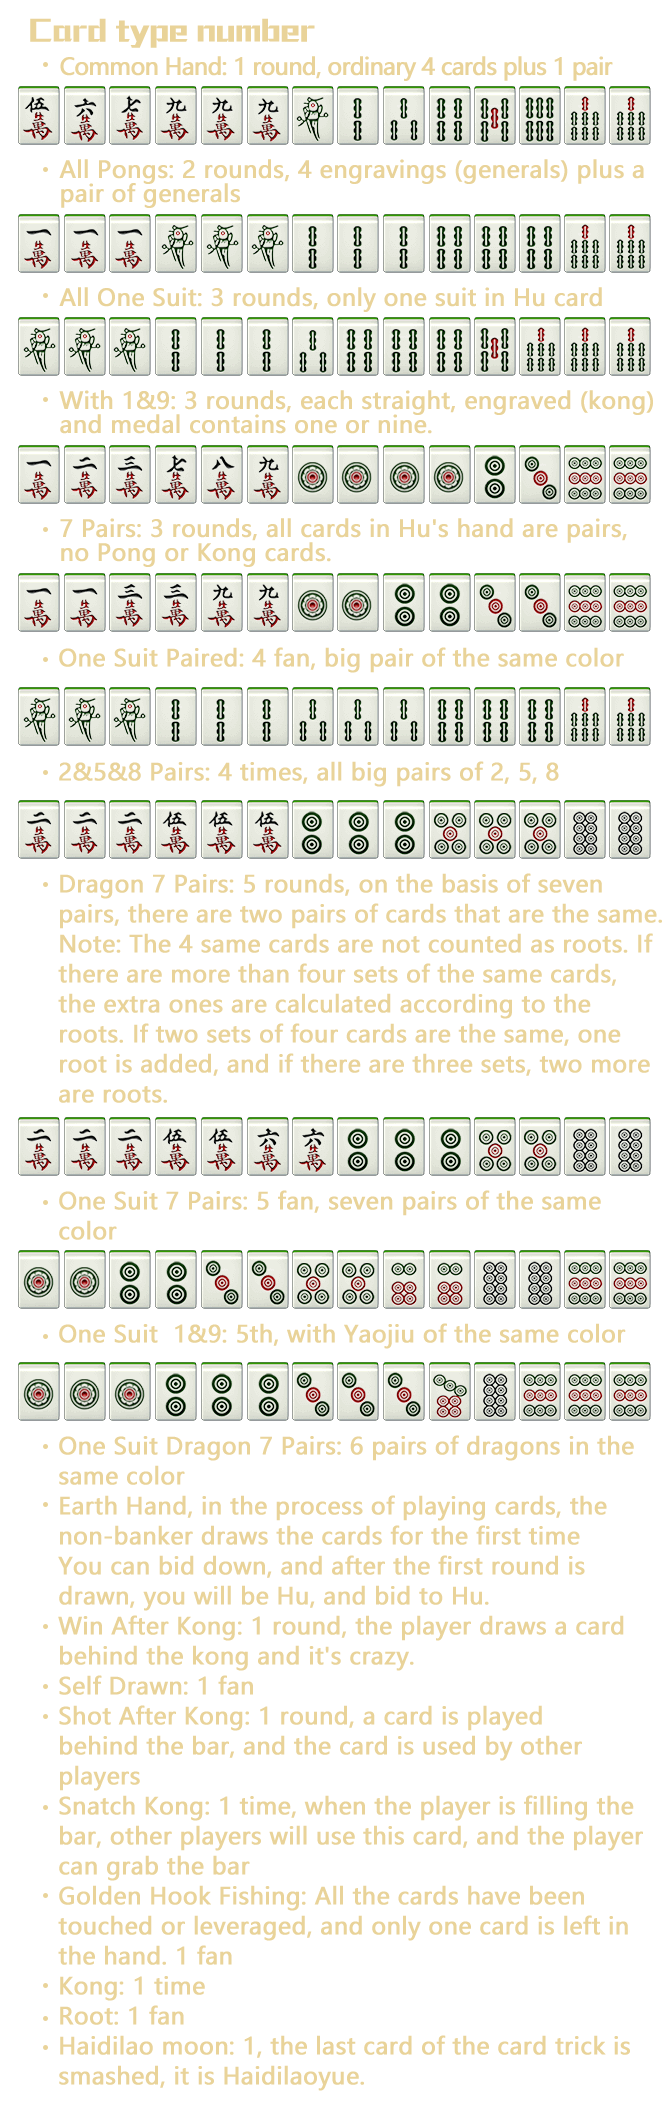 Card type number
• Common Hand: 1 round, ordinary 4 cards plus 1 pair
伍萬 六萬 七萬 九萬 九萬 九萬
• All Pongs: 2 rounds, 4 engravings (generals) plus a
pair of generals
一萬 一萬 一萬
• All One Suit: 3 rounds, only one suit in Hu card
• With 1&9: 3 rounds, each straight, engraved (kong)
and medal contains one or nine.
一萬 二萬 三萬 七萬 八萬 九萬
• 7 Pairs: 3 rounds, all cards in Hu's hand are pairs,
no Pong or Kong cards.
一萬 一萬 三萬 三萬 九萬 九萬
• One Suit Paired: 4 fan, big pair of the same color
• 2&5&8 Pairs: 4 times, all big pairs of 2, 5, 8
二萬 二萬 二萬 伍萬 伍萬 伍萬
• Dragon 7 Pairs: 5 rounds, on the basis of seven
pairs, there are two pairs of cards that are the same.
Note: The 4 same cards are not counted as roots. If
there are more than four sets of the same cards,
the extra ones are calculated according to the
roots. If two sets of four cards are the same, one
root is added, and if there are three sets, two more
are roots.
二萬 二萬 二萬 伍萬 伍萬 六萬 六萬
• One Suit 7 Pairs: 5 fan, seven pairs of the same
color
• One Suit  1&9: 5th, with Yaojiu of the same color
• One Suit Dragon 7 Pairs: 6 pairs of dragons in the
same color
• Earth Hand, in the process of playing cards, the
non-banker draws the cards for the first time
You can bid down, and after the first round is
drawn, you will be Hu, and bid to Hu.
• Win After Kong: 1 round, the player draws a card
behind the kong and it's crazy.
• Self Drawn: 1 fan
• Shot After Kong: 1 round, a card is played
behind the bar, and the card is used by other
players
• Snatch Kong: 1 time, when the player is filling the
bar, other players will use this card, and the player
can grab the bar
• Golden Hook Fishing: All the cards have been
touched or leveraged, and only one card is left in
the hand. 1 fan
• Kong: 1 time
• Root: 1 fan
• Haidilao moon: 1, the last card of the card trick is
smashed, it is Haidilaoyue.